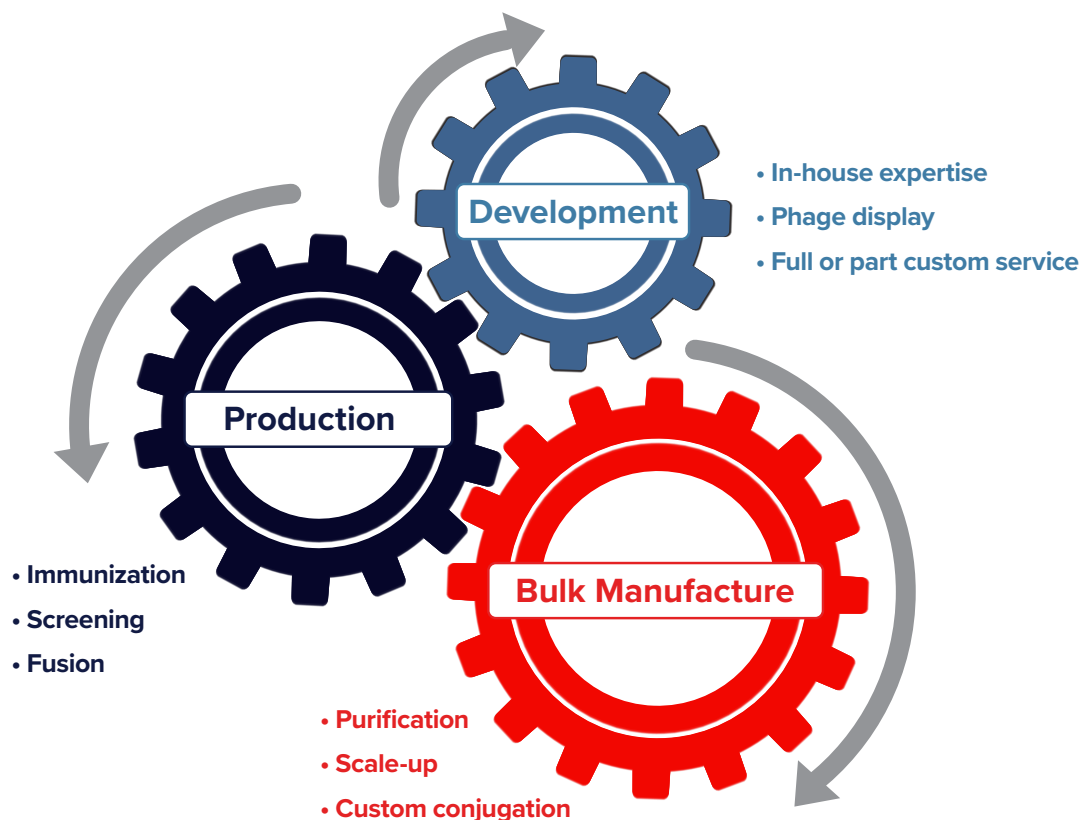 Development
• In-house expertise
• Phage display
• Full or part custom service
Production
• Immunization
• Screening
• Fusion
Bulk Manufacture
• Purification
• Scale-up
• Custom conjugation